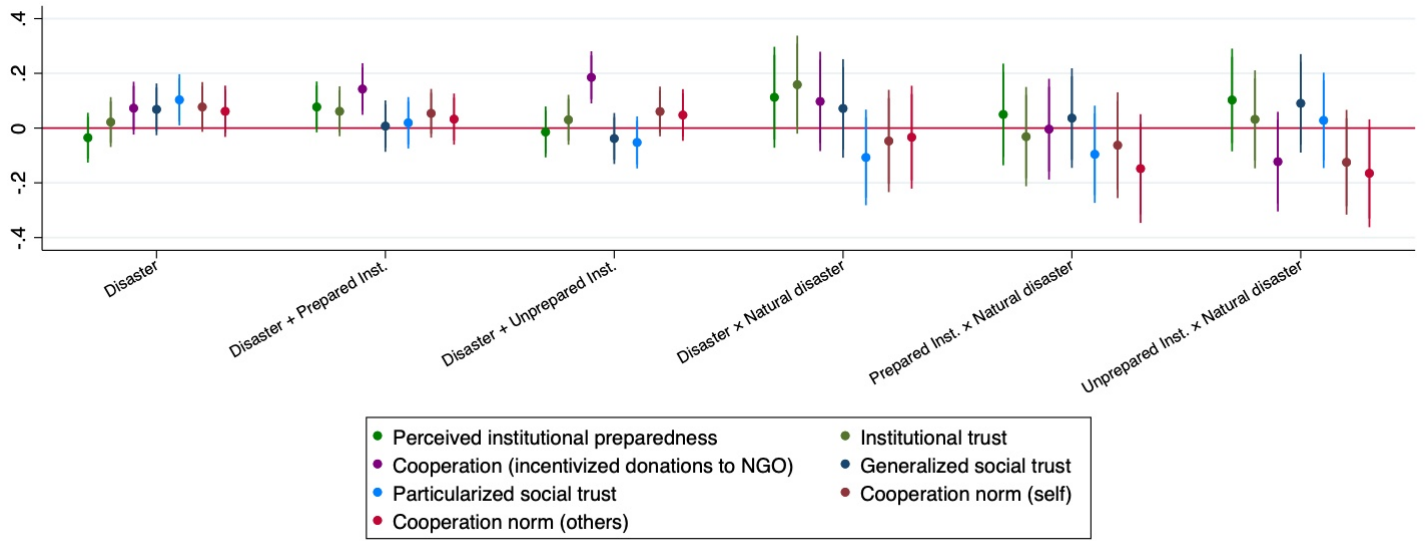 .4
.2
0
-.2
-.4
Disaster
Disaster + Prepared Inst.
Disaster + Unprepared Inst.
Disaster × Natural disaster
Prepared Inst. × Natural disaster
Unprepared Inst. × Natural disaster
Perceived institutional preparedness
Institutional trust
Cooperation (incentivized donations to NGO)
Generalized social trust
Particularized social trust
Cooperation norm (self)
Cooperation norm (others)